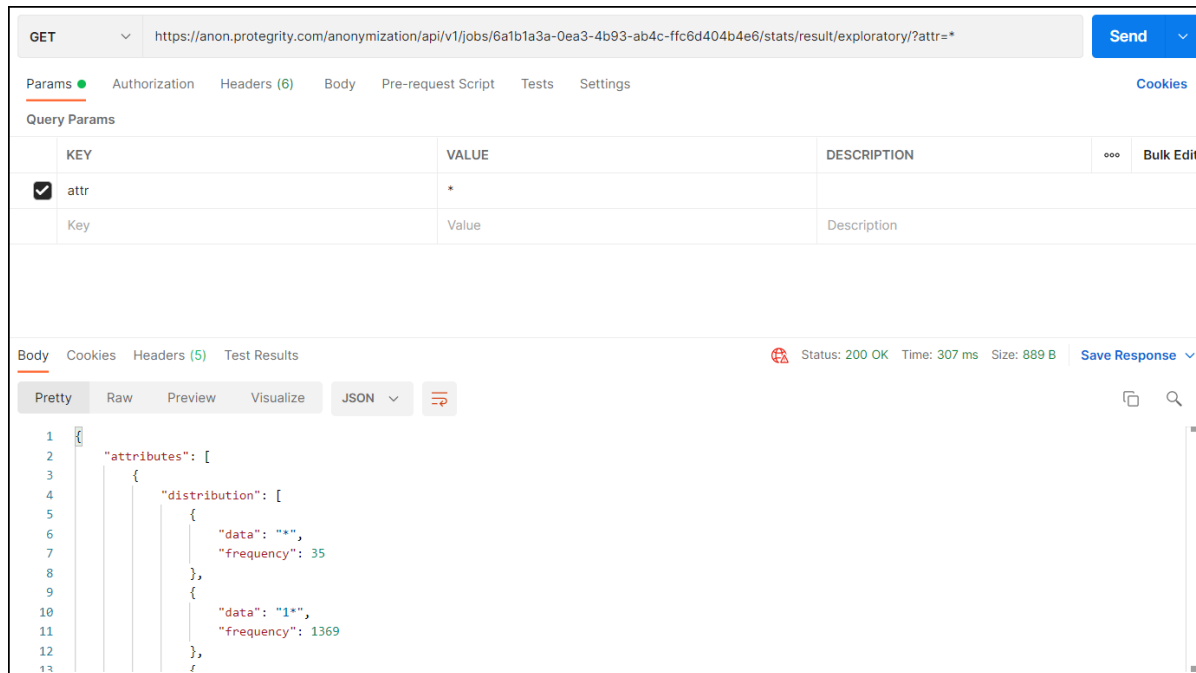 GET https://anon.protegrity.com/anonymization/api/v1/jobs/6a1b1a3a-0ea3-4b93-ab4c-ffc6d404b4e6/stats/result/exploratory/?attr=* Send
Params Authorization Headers (6) Body Pre-request Script Tests Settings Cookies
Query Params
KEY VALUE DESCRIPTION ooo Bulk Edit
attr *
Key Value Description
Body Cookies Headers (5) Test Results Status: 200 OK Time: 307 ms Size: 889 B Save Response
Pretty Raw Preview Visualize JSON
1 {
2 "attributes": [
3 {
4 "distribution": [
5 {
6 "data": "*",
7 "frequency": 35
8 },
9 {
10 "data": "1*",
11 "frequency": 1369
12 },
13 {